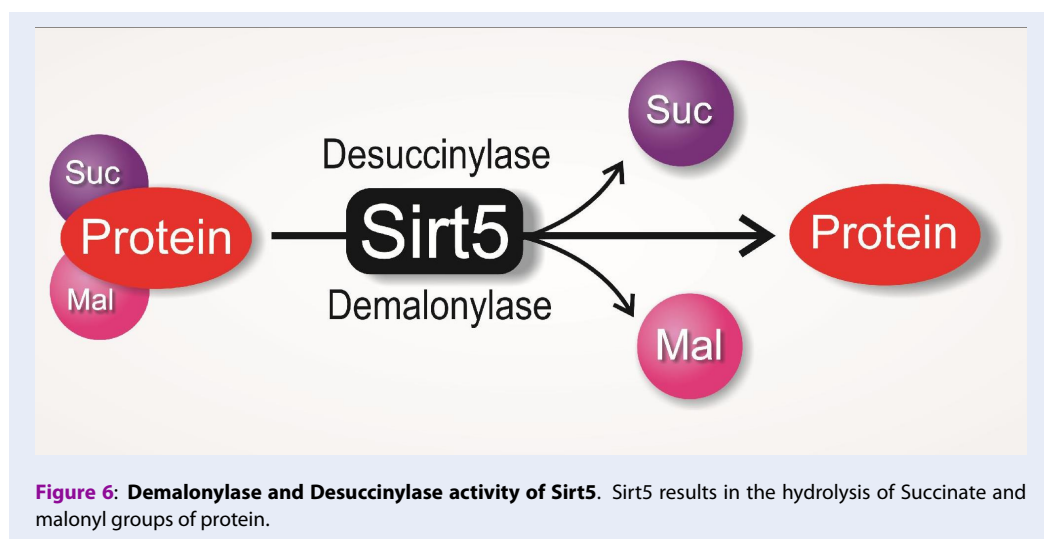 Suc
Protein
Mal
Desuccinylase
Sirt5
Demalonylase
Suc
Mal
Protein
Figure 6: Demalonylase and Desuccinylase activity of Sirt5. Sirt5 results in the hydrolysis of Succinate and
malonyl groups of protein.